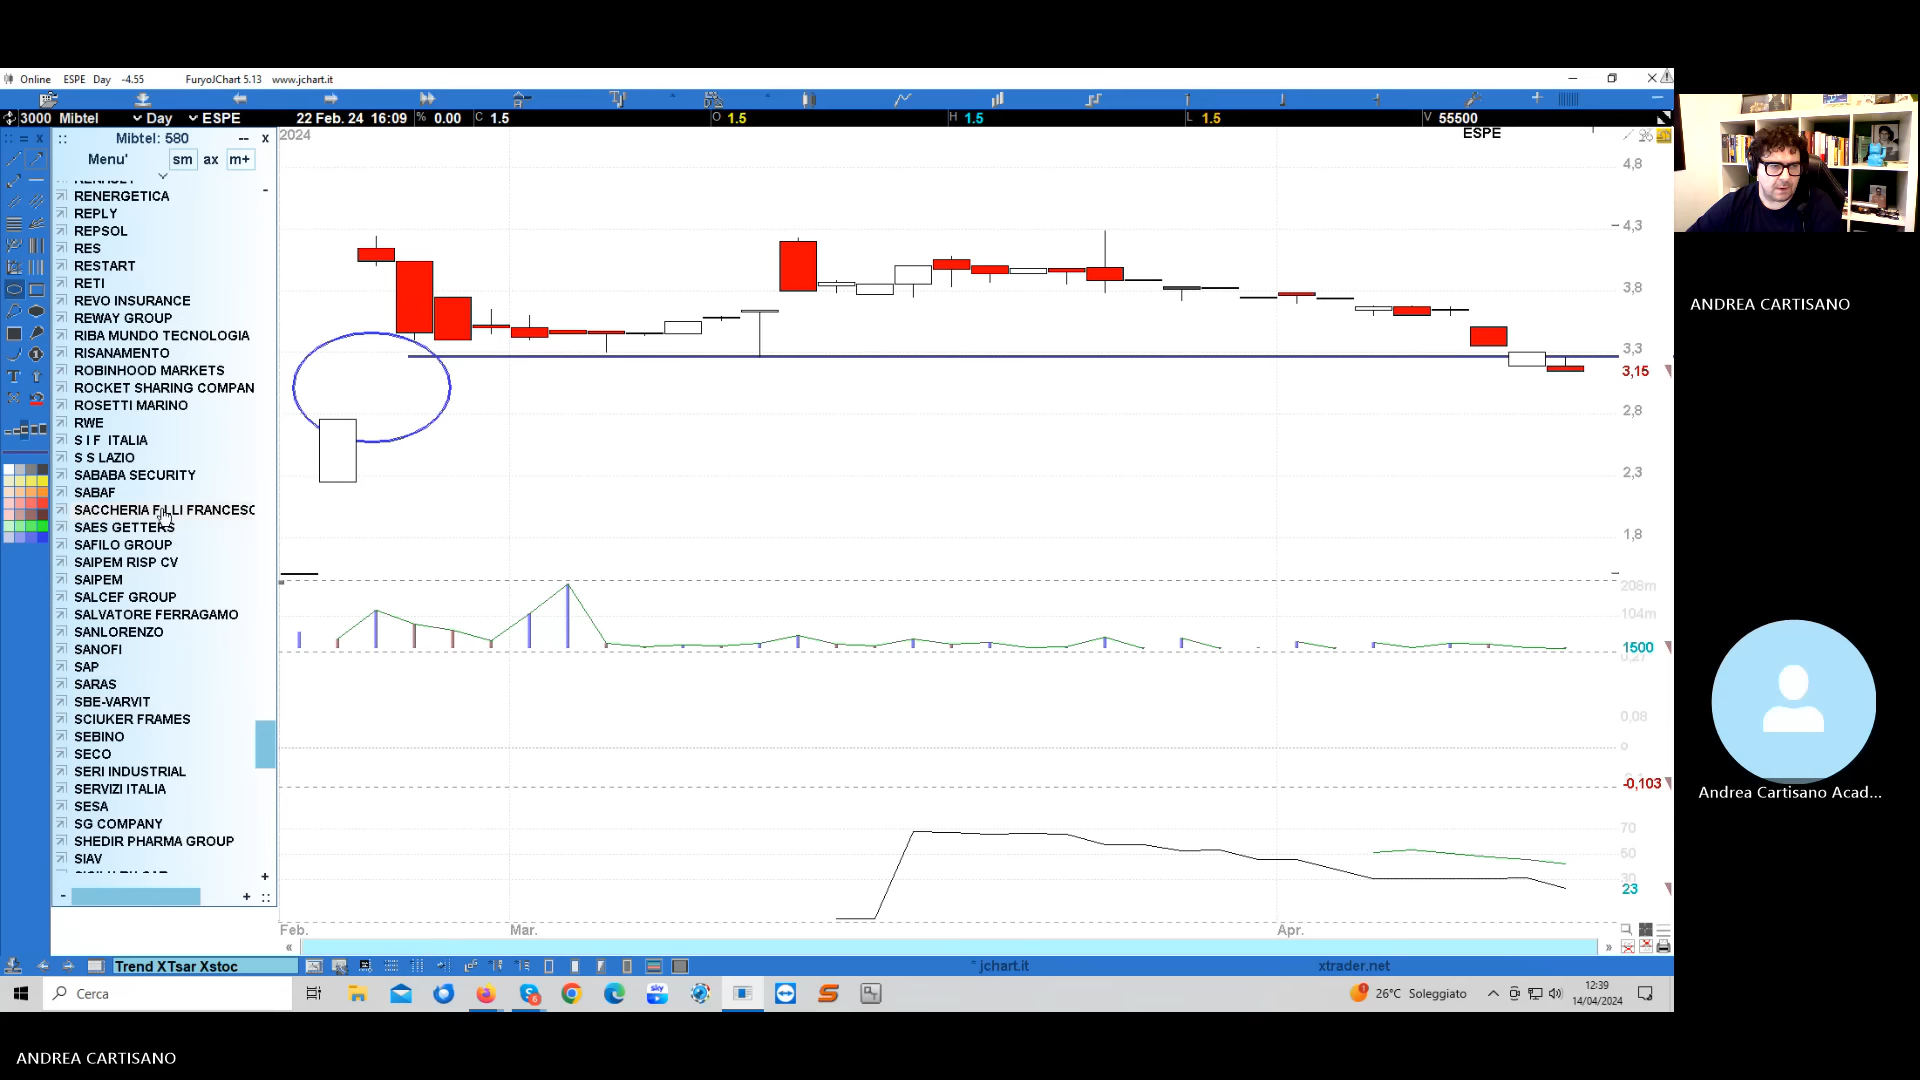 Online ESPE Day -4.55 FuryoJChart 5.13 www.jchart.it
3000 Mibtel Day ESPE 22 Feb. 24 16:09 % 0.00 C 1.5 O 1.5 H 1.5 L 1.5 V 55500
Mibtel: 580 -- x
Menu' sm ax m+
RENERGETICA
REPLY
REPSOL
RES
RESTART
RETI
REVO INSURANCE
REWAY GROUP
RIBA MUNDO TECNOLOGIA
RISANAMENTO
ROBINHOOD MARKETS
ROCKET SHARING COMPAN
ROSETTI MARINO
RWE
S I F ITALIA
S S LAZIO
SABABA SECURITY
SABAF
SACCHERIA F.LLI FRANCESC
SAES GETTERS
SAFILO GROUP
SAIPEM RISP CV
SAIPEM
SALCEF GROUP
SALVATORE FERRAGAMO
SANLORENZO
SANOFI
SAP
SARAS
SBE-VARVIT
SCIUKER FRAMES
SEBINO
SECO
SERI INDUSTRIAL
SERVIZI ITALIA
SESA
SG COMPANY
SHEDIR PHARMA GROUP
SIAV
2024
ESPE
4,8
4,3
3,8
3,3
3,15
2,8
2,3
1,8
208m
104m
1500
0,27
0,08
0
-0,103
70
50
30
23
Feb. Mar. Apr.
Trend XTsar Xstoc
* jchart.it
xtrader.net
Cerca
26°C Soleggiato
12:39
14/04/2024
ANDREA CARTISANO
Andrea Cartisano Acad...
ANDREA CARTISANO